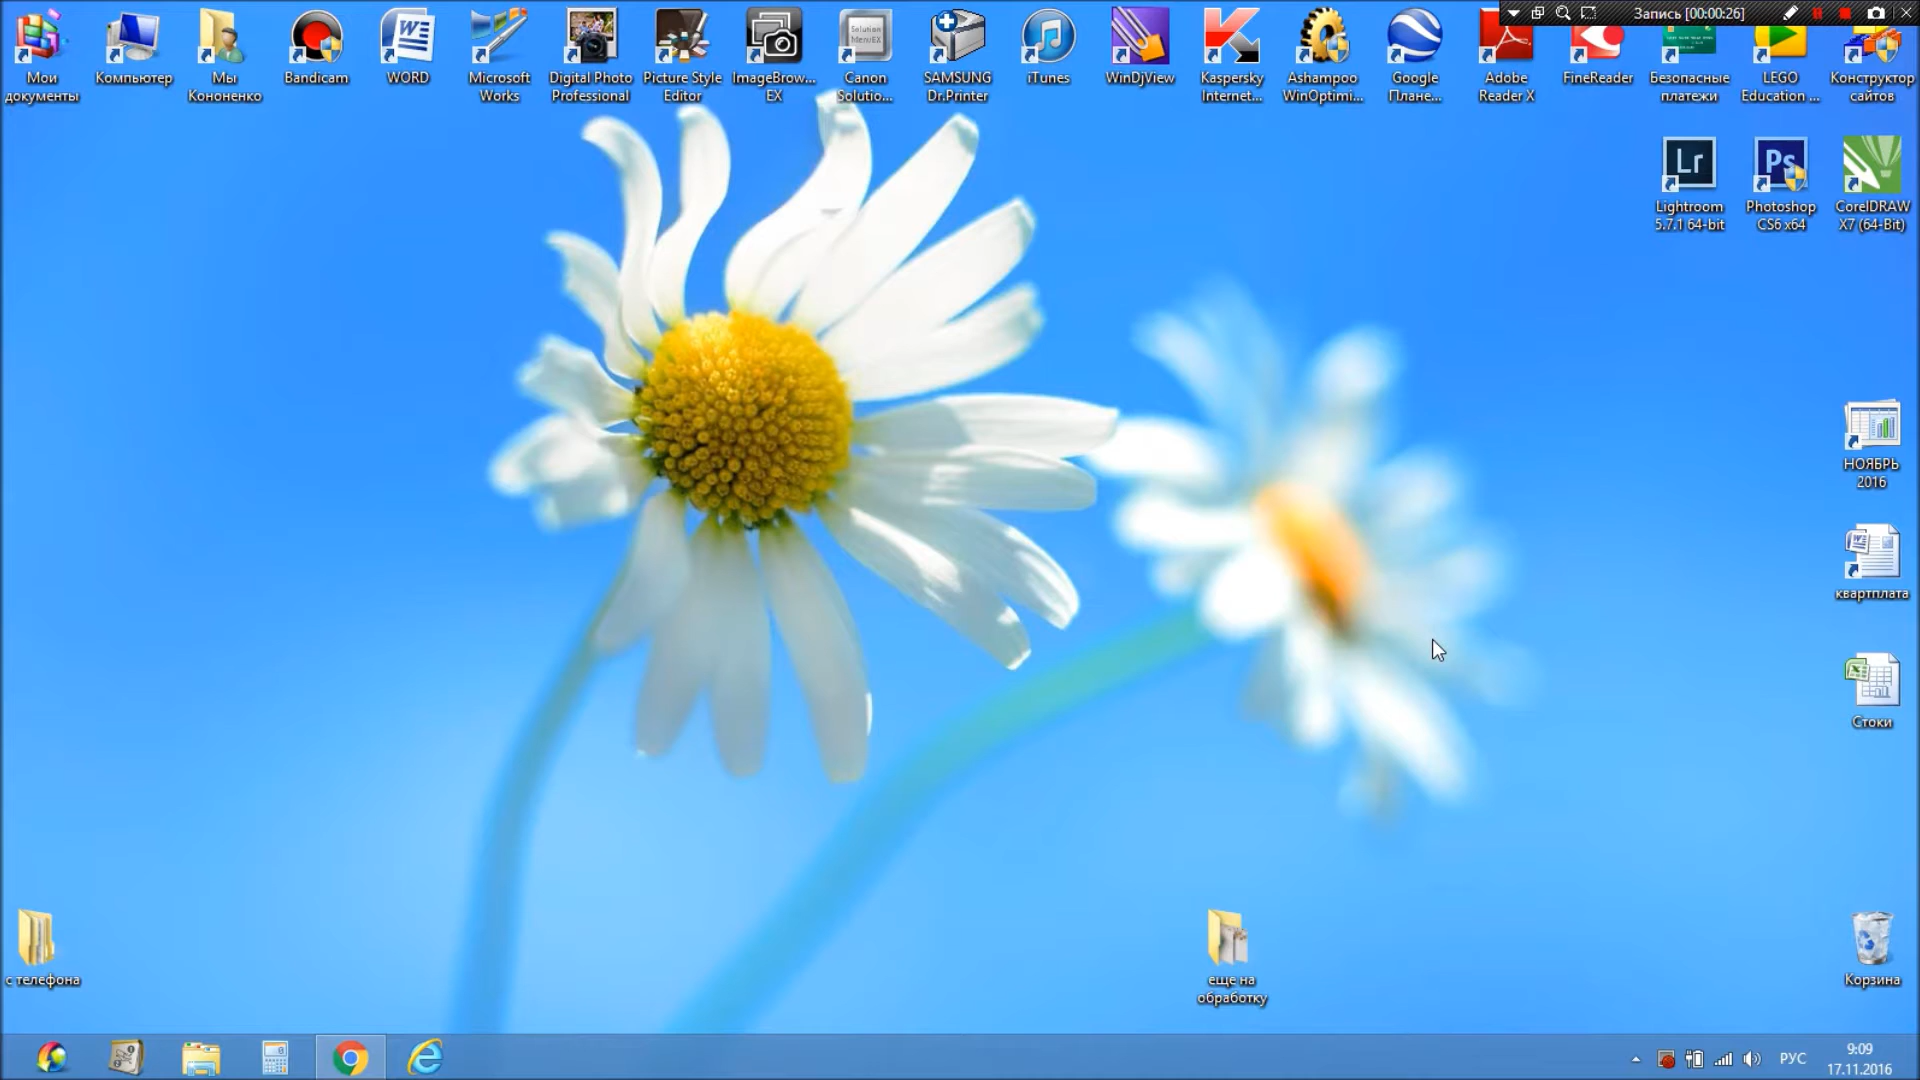 Запись [00:00:26]
Мои
документы
Компьютер
Мы
Кононенко
Bandicam
WORD
Microsoft
Works
Digital Photo
Professional
Picture Style
Editor
ImageBrow...
EX
Canon
Solutio...
SAMSUNG
Dr.Printer
iTunes
WinDjView
Kaspersky
Internet...
Ashampoo
WinOptimi...
Google
Плане...
Adobe
Reader X
FineReader
Безопасные
платежи
LEGO
Education ...
Конструктор
сайтов
Lr
Ps
Lightroom
5.7.1 64-bit
Photoshop
CS6 x64
CorelDRAW
X7 (64-Bit)
НОЯБРЬ
2016
квартплата
Стоки
с телефона
еще на
обработку
Корзина
РУС
9:09
17.11.2016